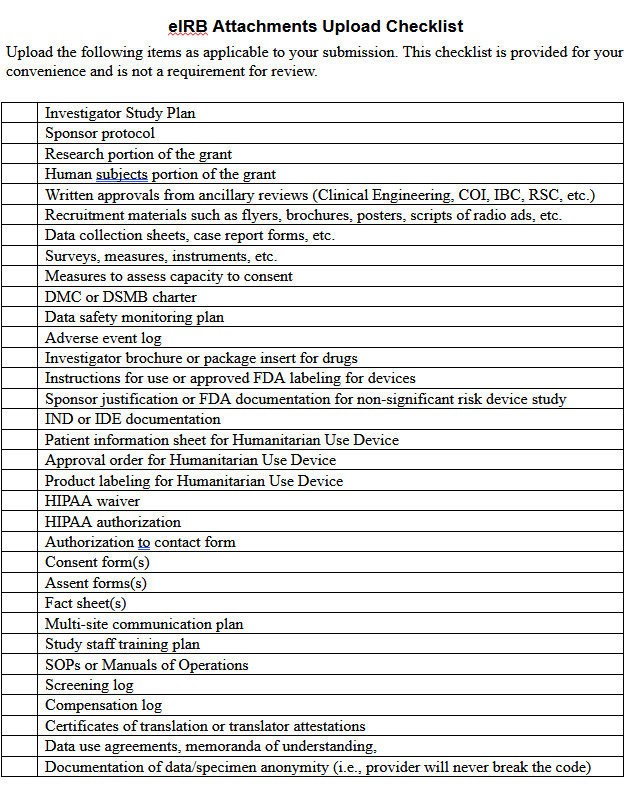 eIRB Attachments Upload Checklist
Upload the following items as applicable to your submission. This checklist is provided for your
convenience and is not a requirement for review.
Investigator Study Plan
Sponsor protocol
Research portion of the grant
Human subjects portion of the grant
Written approvals from ancillary reviews (Clinical Engineering, COI, IBC, RSC, etc.)
Recruitment materials such as flyers, brochures, posters, scripts of radio ads, etc.
Data collection sheets, case report forms, etc.
Surveys, measures, instruments, etc.
Measures to assess capacity to consent
DMC or DSMB charter
Data safety monitoring plan
Adverse event log
Investigator brochure or package insert for drugs
Instructions for use or approved FDA labeling for devices
Sponsor justification or FDA documentation for non-significant risk device study
IND or IDE documentation
Patient information sheet for Humanitarian Use Device
Approval order for Humanitarian Use Device
Product labeling for Humanitarian Use Device
HIPAA waiver
HIPAA authorization
Authorization to contact form
Consent form(s)
Assent forms(s)
Fact sheet(s)
Multi-site communication plan
Study staff training plan
SOPs or Manuals of Operations
Screening log
Compensation log
Certificates of translation or translator attestations
Data use agreements, memoranda of understanding,
Documentation of data/specimen anonymity (i.e., provider will never break the code)